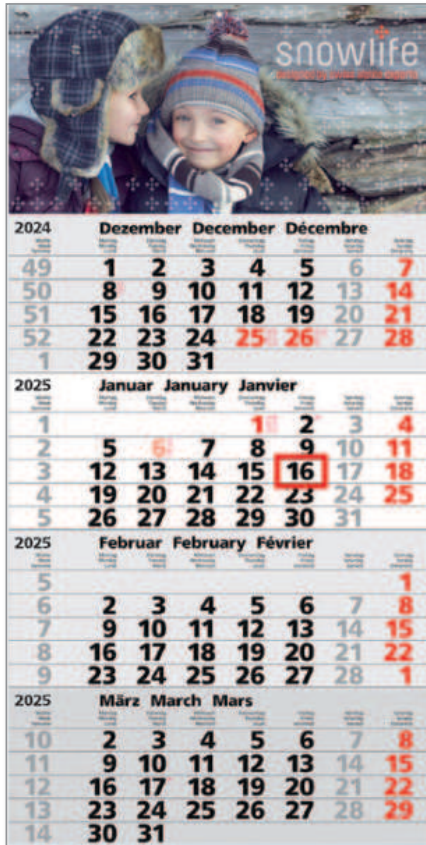 snowlife
2024 Dezember December Décembre
49 1 2 3 4 5 6 7
50 8 9 10 11 12 13 14
51 15 16 17 18 19 20 21
52 22 23 24 25 26 27 28
1 29 30 31
2025 Januar January Janvier
1 1 2 3 4
2 5 6 7 8 9 10 11
3 12 13 14 15 16 17 18
4 19 20 21 22 23 24 25
5 26 27 28 29 30 31
2025 Februar February Février
5 1
6 2 3 4 5 6 7 8
7 9 10 11 12 13 14 15
8 16 17 18 19 20 21 22
9 23 24 25 26 27 28 1
2025 März March Mars
10 2 3 4 5 6 7 8
11 9 10 11 12 13 14 15
12 16 17 18 19 20 21 22
13 23 24 25 26 27 28 29
14 30 31